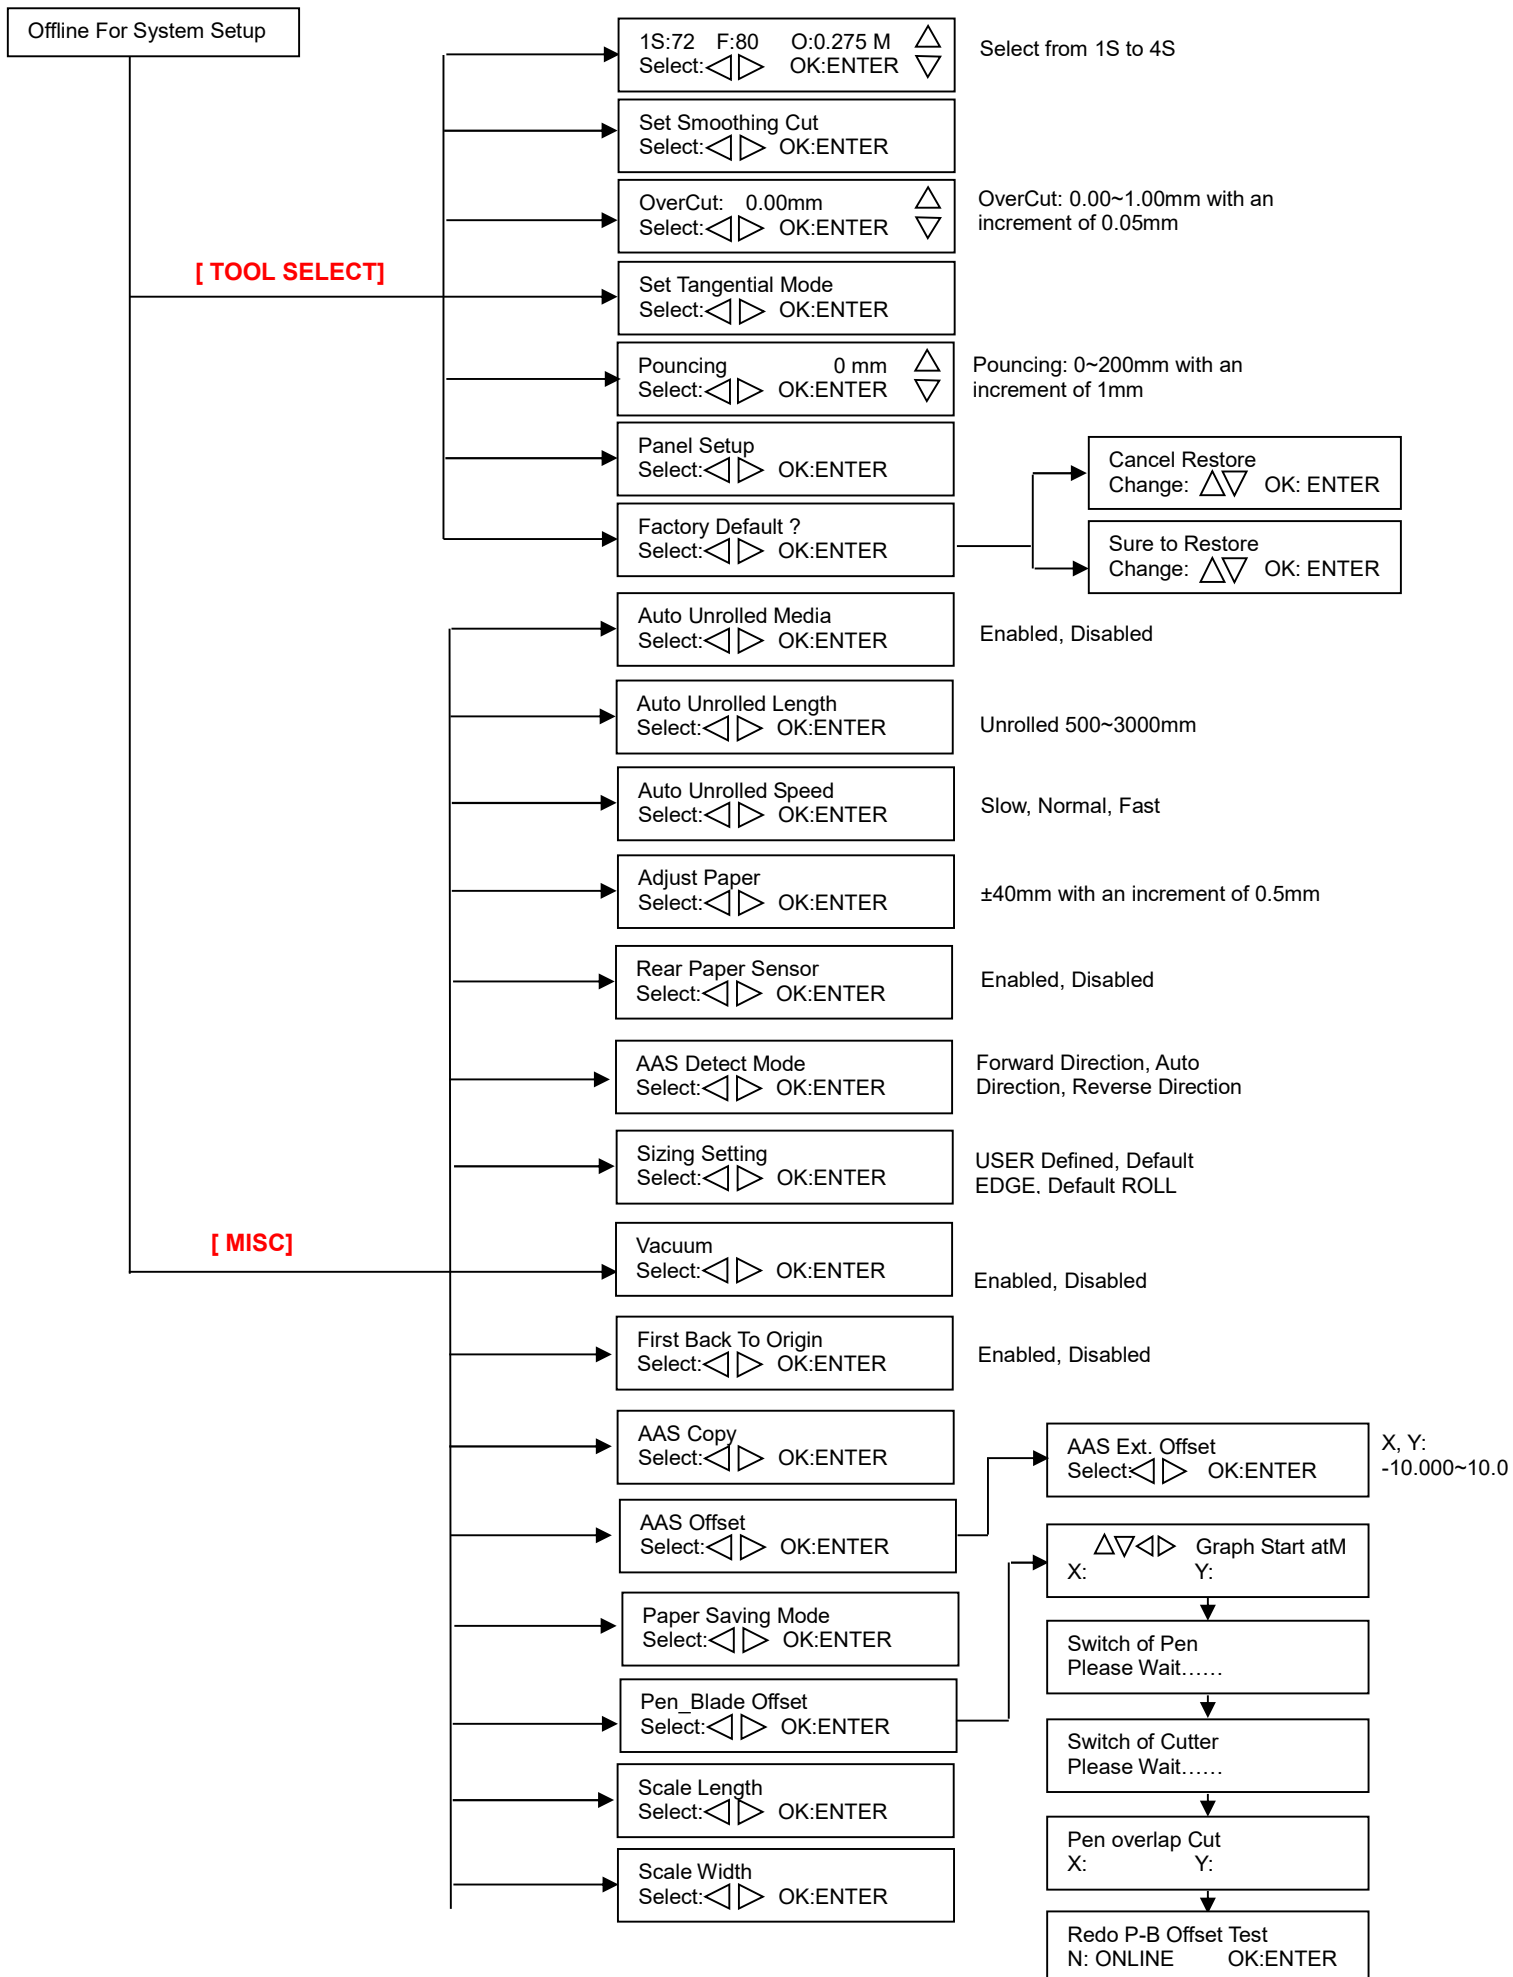 Offline For System Setup
1S:72 F:80 O:0.275 M
Select: OK:ENTER
Select from 1S to 4S
Set Smoothing Cut
Select: OK:ENTER
OverCut: 0.00mm
Select: OK:ENTER
OverCut: 0.00~1.00mm with an
increment of 0.05mm
[ TOOL SELECT]
Set Tangential Mode
Select: OK:ENTER
Pouncing 0 mm
Select: OK:ENTER
Pouncing: 0~200mm with an
increment of 1mm
Panel Setup
Select: OK:ENTER
Factory Default ?
Select: OK:ENTER
Cancel Restore
Change: OK: ENTER
Sure to Restore
Change: OK: ENTER
Auto Unrolled Media
Select: OK:ENTER
Enabled, Disabled
Auto Unrolled Length
Select: OK:ENTER
Unrolled 500~3000mm
Auto Unrolled Speed
Select: OK:ENTER
Slow, Normal, Fast
Adjust Paper
Select: OK:ENTER
±40mm with an increment of 0.5mm
Rear Paper Sensor
Select: OK:ENTER
Enabled, Disabled
AAS Detect Mode
Select: OK:ENTER
Forward Direction, Auto
Direction, Reverse Direction
Sizing Setting
Select: OK:ENTER
USER Defined, Default
EDGE, Default ROLL
[ MISC]
Vacuum
Select: OK:ENTER
Enabled, Disabled
First Back To Origin
Select: OK:ENTER
Enabled, Disabled
AAS Copy
Select: OK:ENTER
AAS Offset
Select: OK:ENTER
AAS Ext. Offset
Select: OK:ENTER
X, Y:
-10.000~10.0
Paper Saving Mode
Select: OK:ENTER
Pen_Blade Offset
Select: OK:ENTER
Graph Start atM
X: Y:
Switch of Pen
Please Wait……
Switch of Cutter
Please Wait……
Pen overlap Cut
X: Y:
Redo P-B Offset Test
N: ONLINE OK:ENTER
Scale Length
Select: OK:ENTER
Scale Width
Select: OK:ENTER